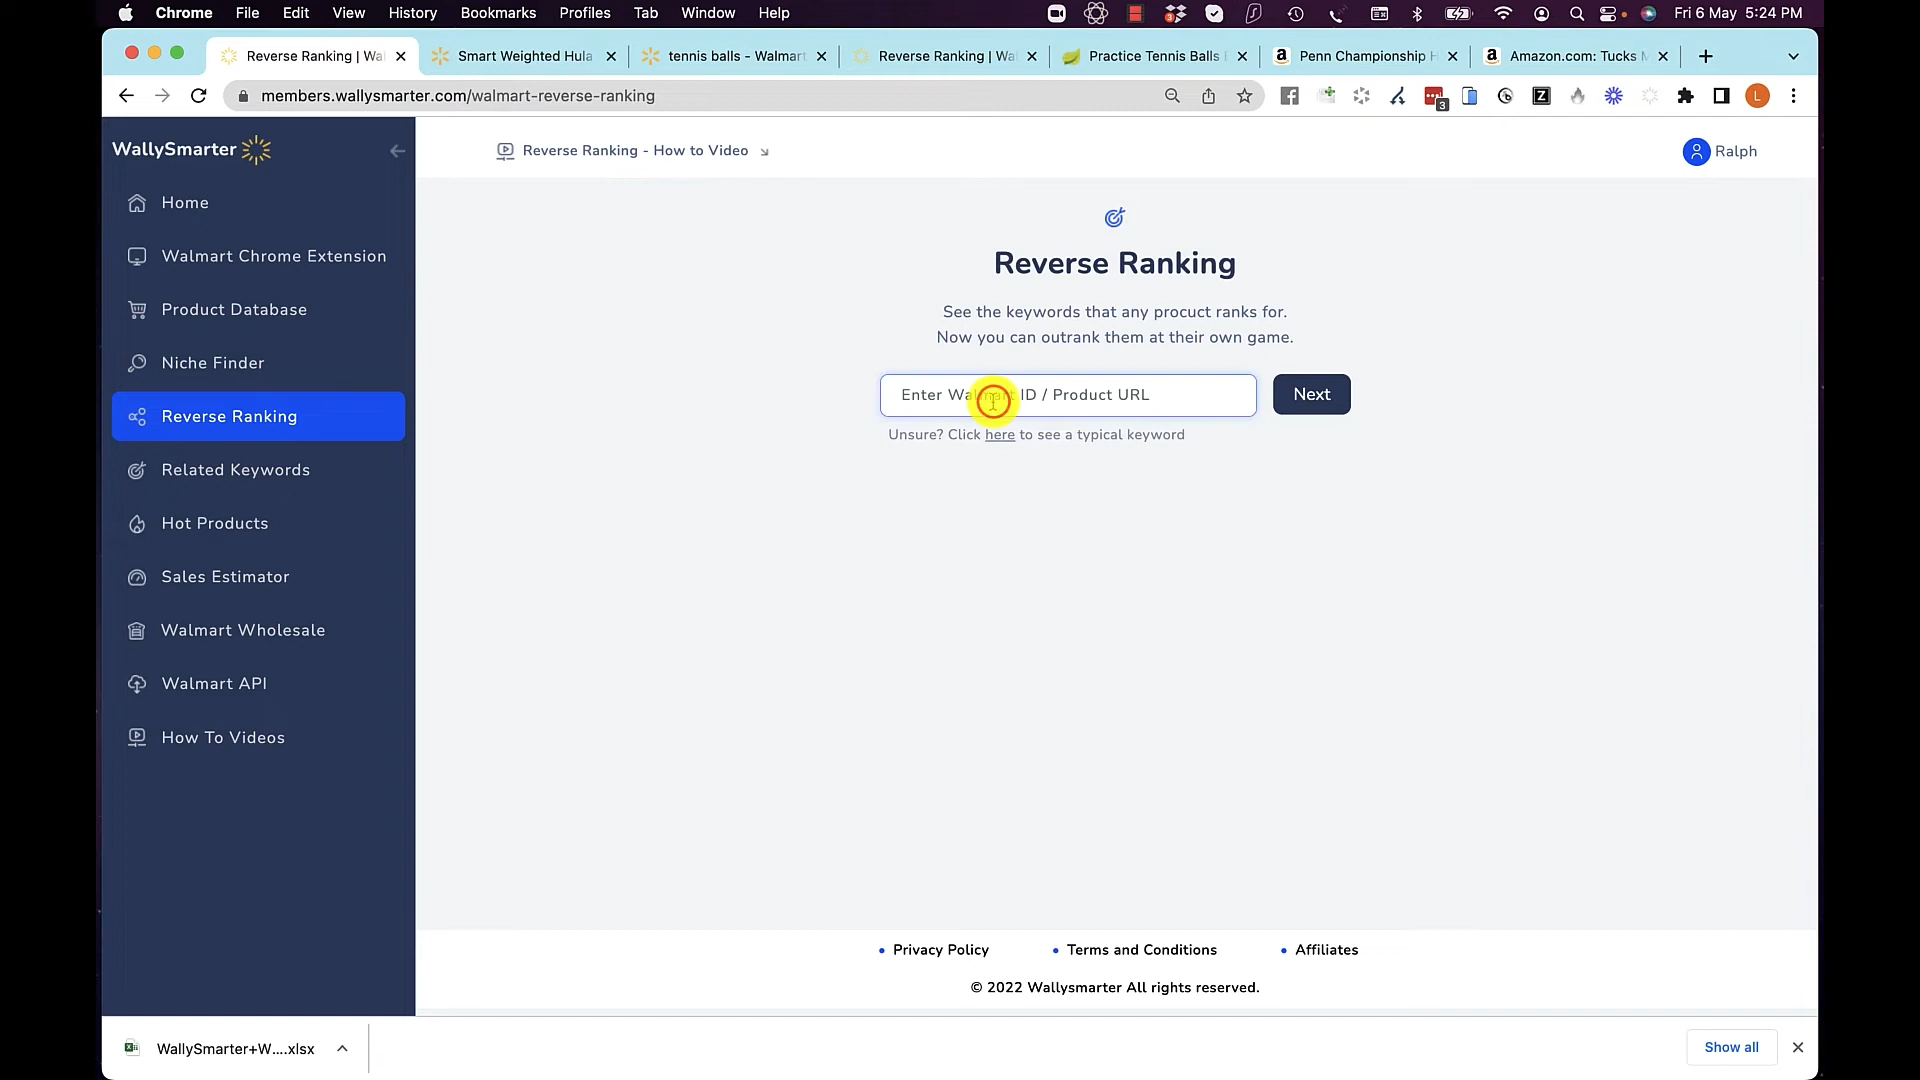 Chrome File Edit View History Bookmarks Profiles Tab Window Help
3
Fri 6 May 5:24 PM
Reverse Ranking | Wa
Smart Weighted Hula
tennis balls - Walmart
Reverse Ranking | Wa
Practice Tennis Balls
Penn Championship
Amazon.com: Tucks
members.wallysmarter.com/walmart-reverse-ranking
3
Z
L
WallySmarter
Reverse Ranking - How to Video
Ralph
Home
Walmart Chrome Extension
Product Database
Niche Finder
Reverse Ranking
Related Keywords
Hot Products
Sales Estimator
Walmart Wholesale
Walmart API
How To Videos
Reverse Ranking
See the keywords that any procuct ranks for.
Now you can outrank them at their own game.
Enter Walmart ID / Product URL
Next
Unsure? Click here to see a typical keyword
Privacy Policy
Terms and Conditions
Affiliates
© 2022 Wallysmarter All rights reserved.
WallySmarter+W....xlsx
Show all